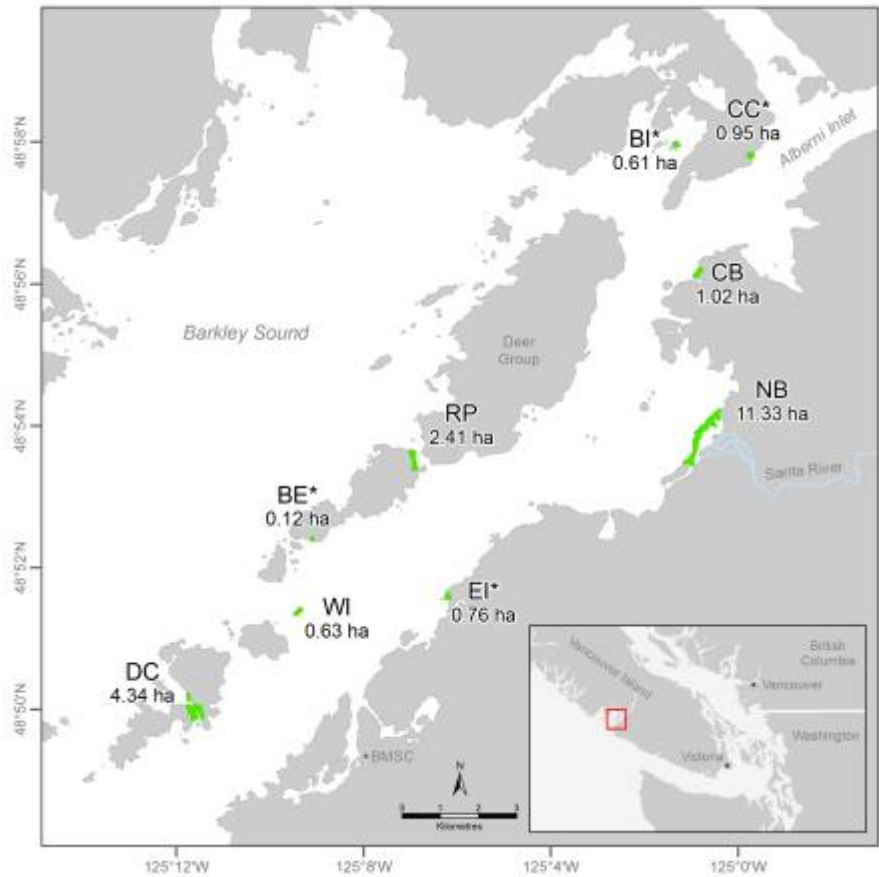 CC*
0.95 ha
BI*
0.61 ha
Alberni Inlet
48°58'N
CB
1.02 ha
48°56'N
Barkley Sound
Deer
Group
NB
11.33 ha
RP
2.41 ha
48°54'N
Sarita River
BE*
0.12 ha
48°52'N
EI*
0.76 ha
WI
0.63 ha
DC
4.34 ha
48°50'N
BMSC
N
0 1 2 3
Kilometres
Vancouver Island
British
Columbia
Vancouver
Washington
Victoria
125°12'W
125°8'W
125°4'W
125°0'W